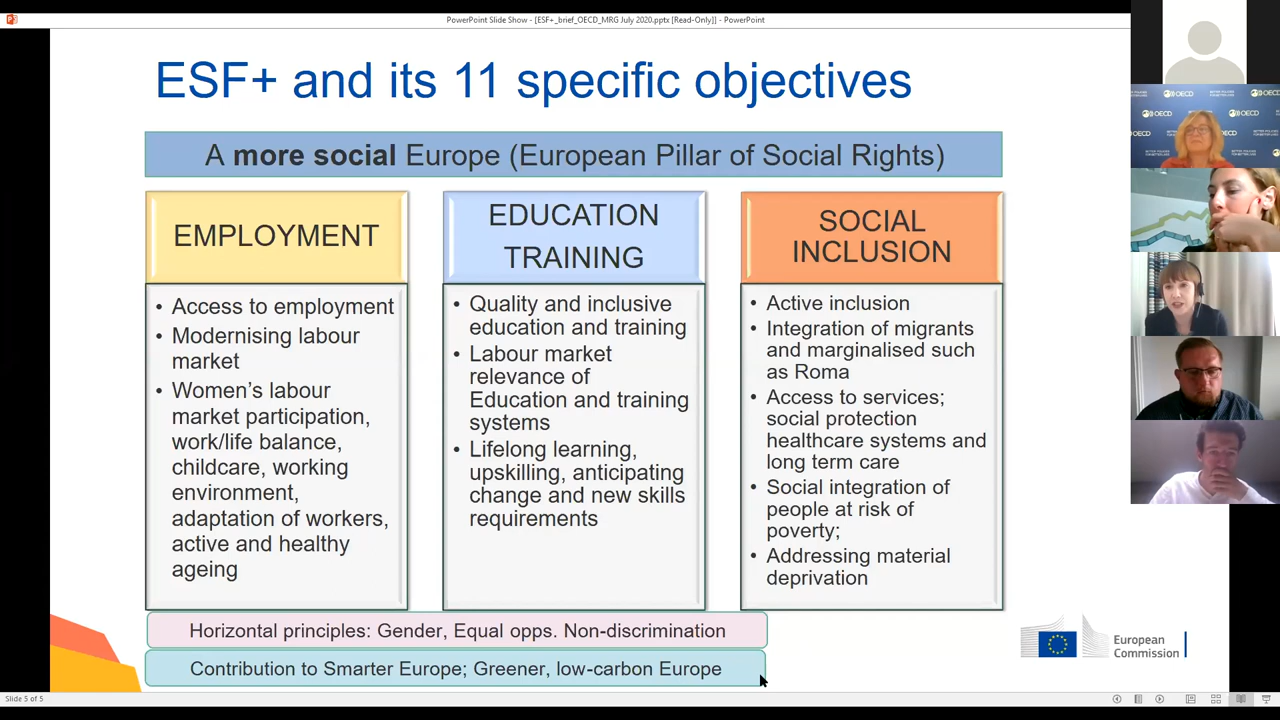 PowerPoint Slide Show - [ESF+_brief_OECD_MRG July 2020.pptx [Read-Only]] - PowerPoint
ESF+ and its 11 specific objectives
A more social Europe (European Pillar of Social Rights)
EMPLOYMENT
• Access to employment
• Modernising labour
market
• Women's labour
market participation,
work/life balance,
childcare, working
environment,
adaptation of workers,
active and healthy
ageing
EDUCATION
TRAINING
• Quality and inclusive
education and training
• Labour market
relevance of
Education and training
systems
• Lifelong learning,
upskilling, anticipating
change and new skills
requirements
SOCIAL
INCLUSION
• Active inclusion
• Integration of migrants
and marginalised such
as Roma
• Access to services;
social protection
healthcare systems and
long term care
• Social integration of
people at risk of
poverty;
• Addressing material
deprivation
Horizontal principles: Gender, Equal opps. Non-discrimination
Contribution to Smarter Europe; Greener, low-carbon Europe
European
Commission
Slide 5 of 5
OECD
OECD
OECD